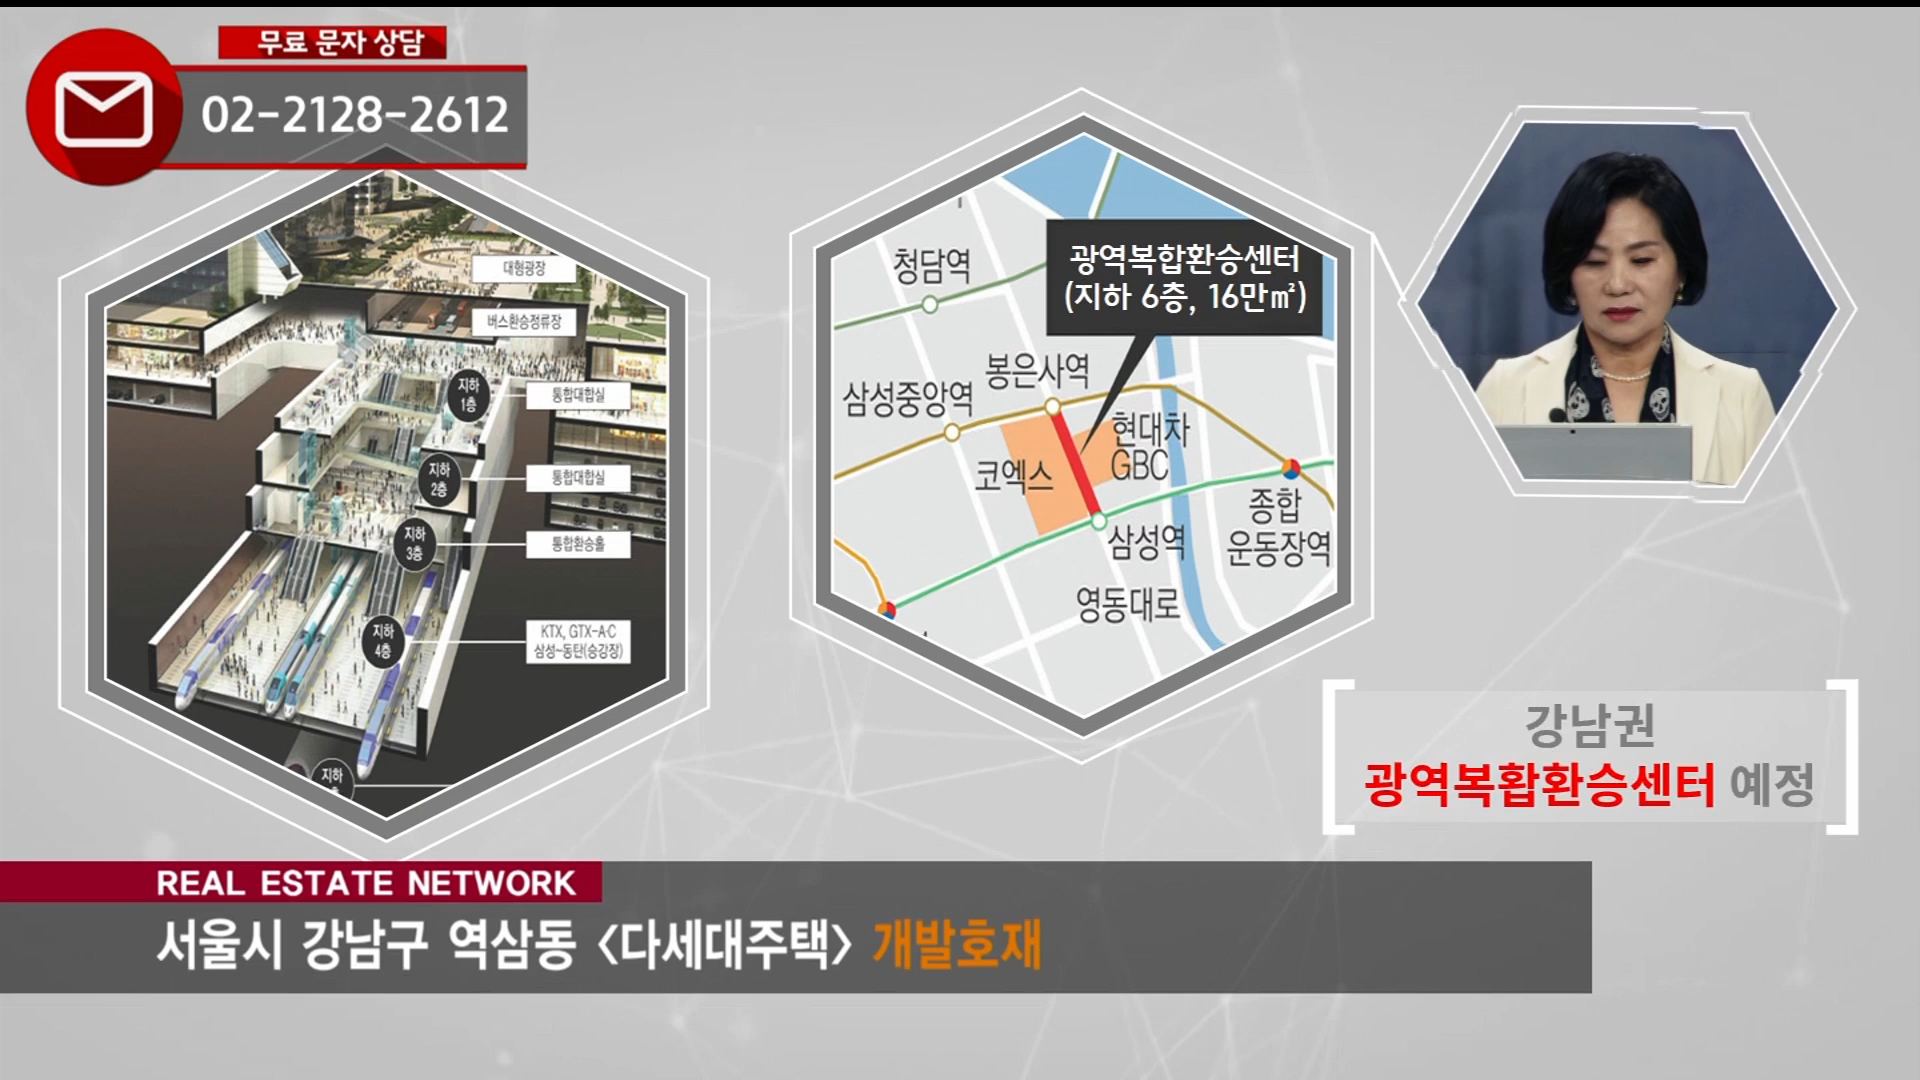 무료 문자 상담
02-2128-2612
대형광장
버스환승정류장
지하
1층
통합대합실
지하
2층
통합대합실
지하
3층
통합환승홀
지하
4층
KTX, GTX-A·C
삼성~동탄(승강장)
지하
청담역
광역복합환승센터
(지하 6층, 16만㎡)
봉은사역
삼성중앙역
현대차
GBC
코엑스
종합
운동장역
삼성역
영동대로
강남권
광역복홥환승센터 예정
REAL ESTATE NETWORK
서울시 강남구 역삼동 <다세대주택> 개발호재